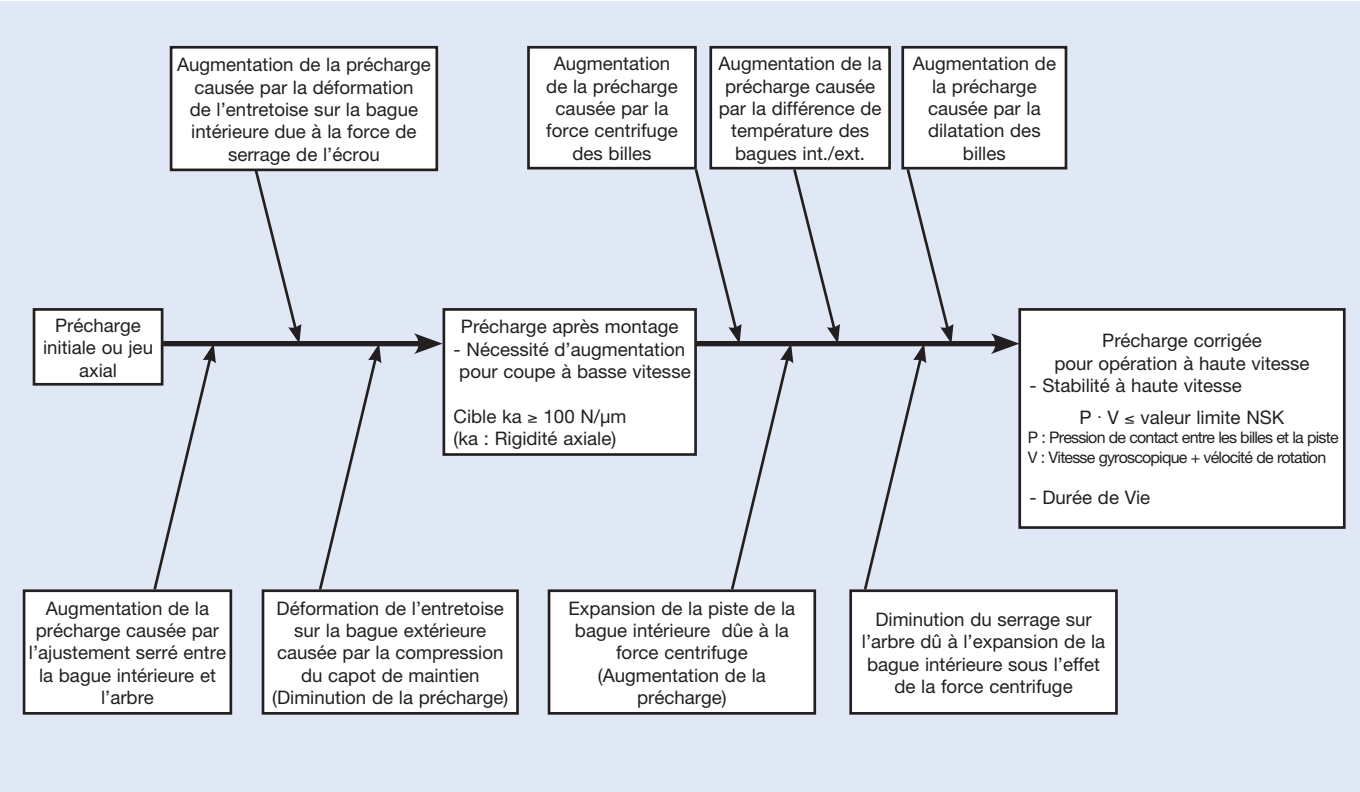 Augmentation de la précharge
causée par la déformation
de l'entretoise sur la bague
intérieure due à la force de
serrage de l'écrou
Augmentation
de la précharge
causée par la
force centrifuge
des billes
Augmentation de la
précharge causée
par la différence de
température des
bagues int./ext.
Augmentation de
la précharge
causée par la
dilatation des
billes
Précharge
initiale ou jeu
axial
Précharge après montage
- Nécessité d'augmentation
pour coupe à basse vitesse
Cible ka ≥ 100 N/µm
(ka : Rigidité axiale)
Précharge corrigée
pour opération à haute vitesse
- Stabilité à haute vitesse
P · V ≤ valeur limite NSK
P : Pression de contact entre les billes et la piste
V : Vitesse gyroscopique + vélocité de rotation
- Durée de Vie
Augmentation de la
précharge causée par
l'ajustement serré entre
la bague intérieure et
l'arbre
Déformation de l'entretoise
sur la bague extérieure
causée par la compression
du capot de maintien
(Diminution de la précharge)
Expansion de la piste de la
bague intérieure dûe à la
force centrifuge
(Augmentation de la
précharge)
Diminution du serrage sur
l'arbre dû à l'expansion de la
bague intérieure sous l'effet
de la force centrifuge